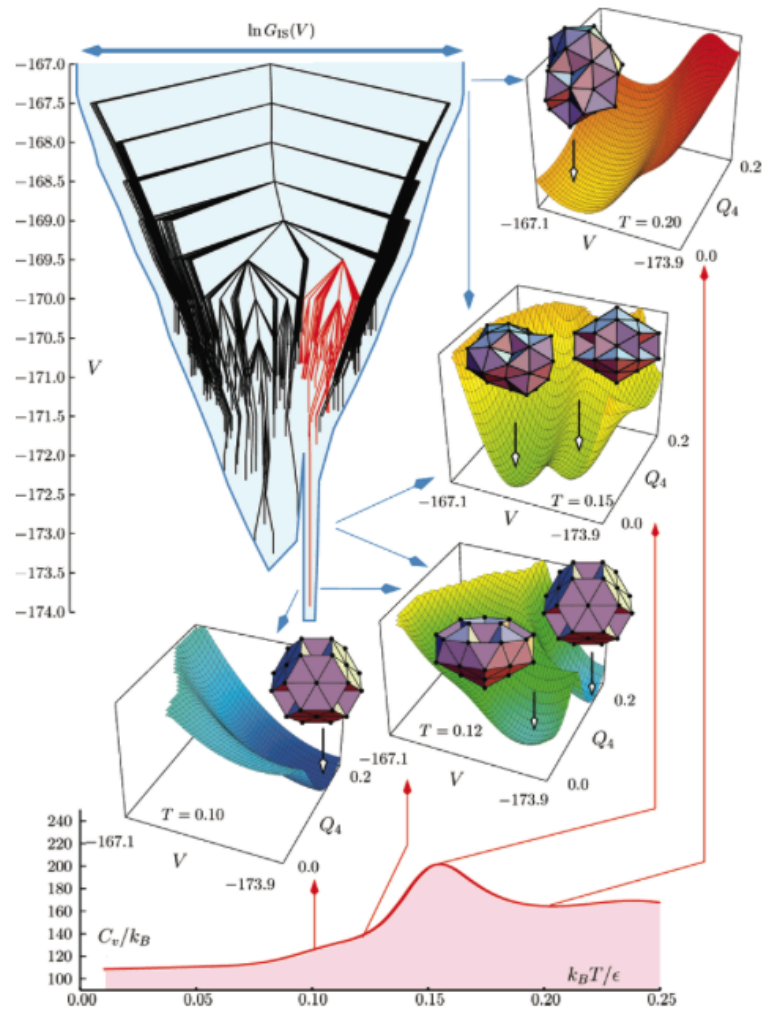 ln G_IS(V)
−167.0
−167.5
−168.0
−168.5
−169.0
−169.5
−170.0
−170.5
−171.0
−171.5
−172.0
−172.5
−173.0
−173.5
−174.0
V
−167.1
V
T = 0.20
−173.9
0.0
Q_4
0.2
−167.1
V
T = 0.15
−173.9
0.0
Q_4
0.2
−167.1
V
T = 0.12
−173.9
0.0
Q_4
0.2
−167.1
V
T = 0.10
−173.9
0.0
Q_4
0.2
240
220
200
180
160
140
120
100
C_v/k_B
k_BT/ϵ
0.00
0.05
0.10
0.15
0.20
0.25